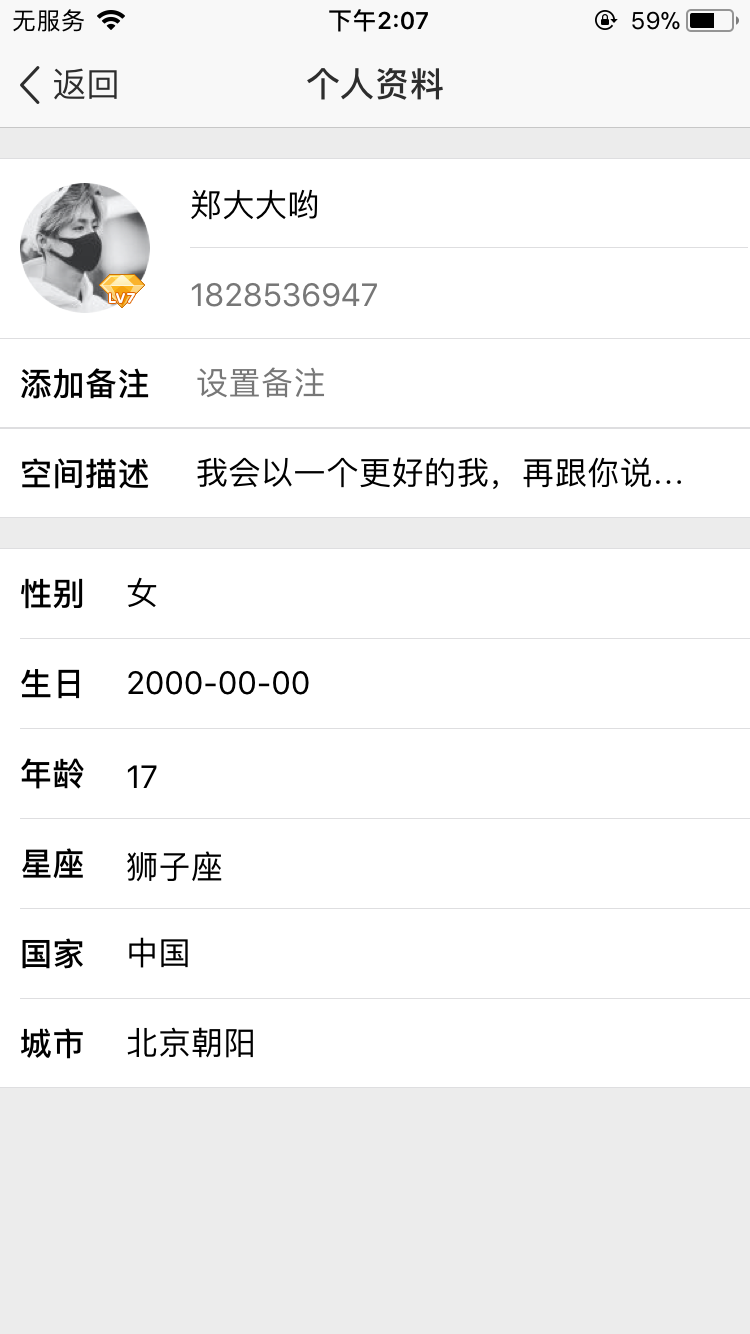 无服务 下午2:07 59%
返回 个人资料
郑大大哟
LV7
1828536947
添加备注 设置备注
空间描述 我会以一个更好的我，再跟你说...
性别 女
生日 2000-00-00
年龄 17
星座 狮子座
国家 中国
城市 北京朝阳